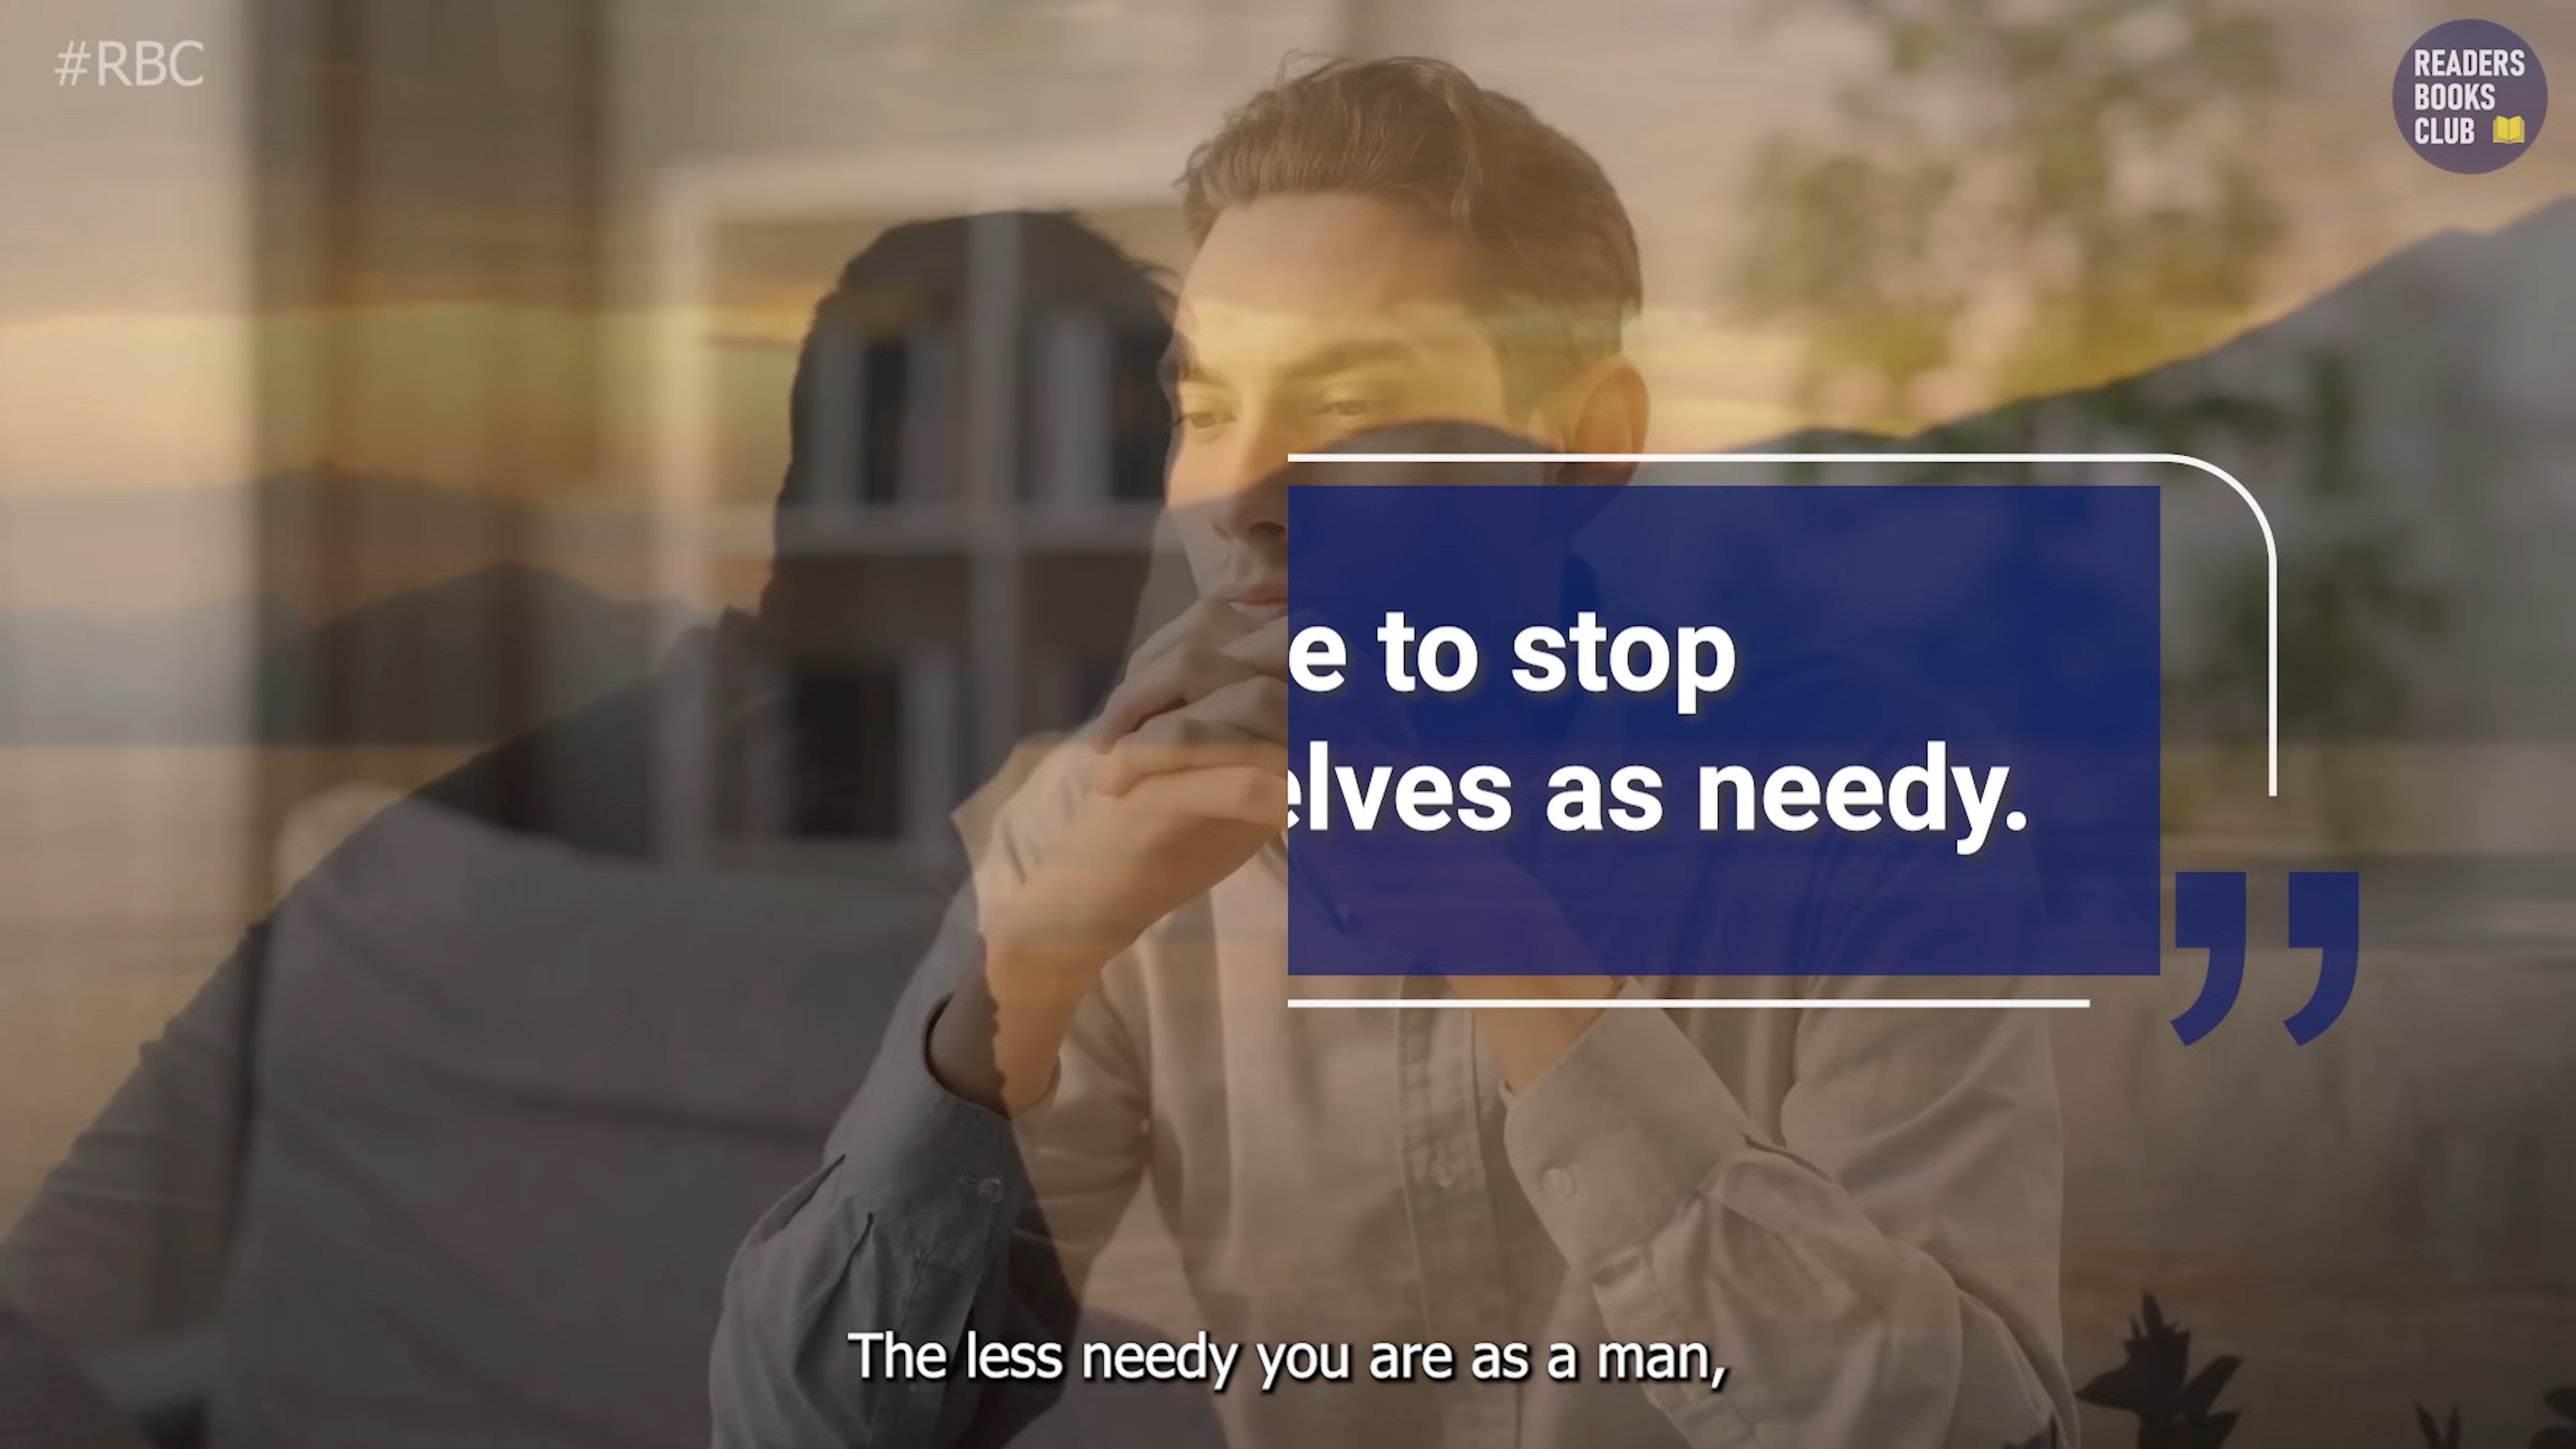 #RBC
READERS
BOOKS
CLUB
e to stop
elves as needy.
”
The less needy you are as a man,